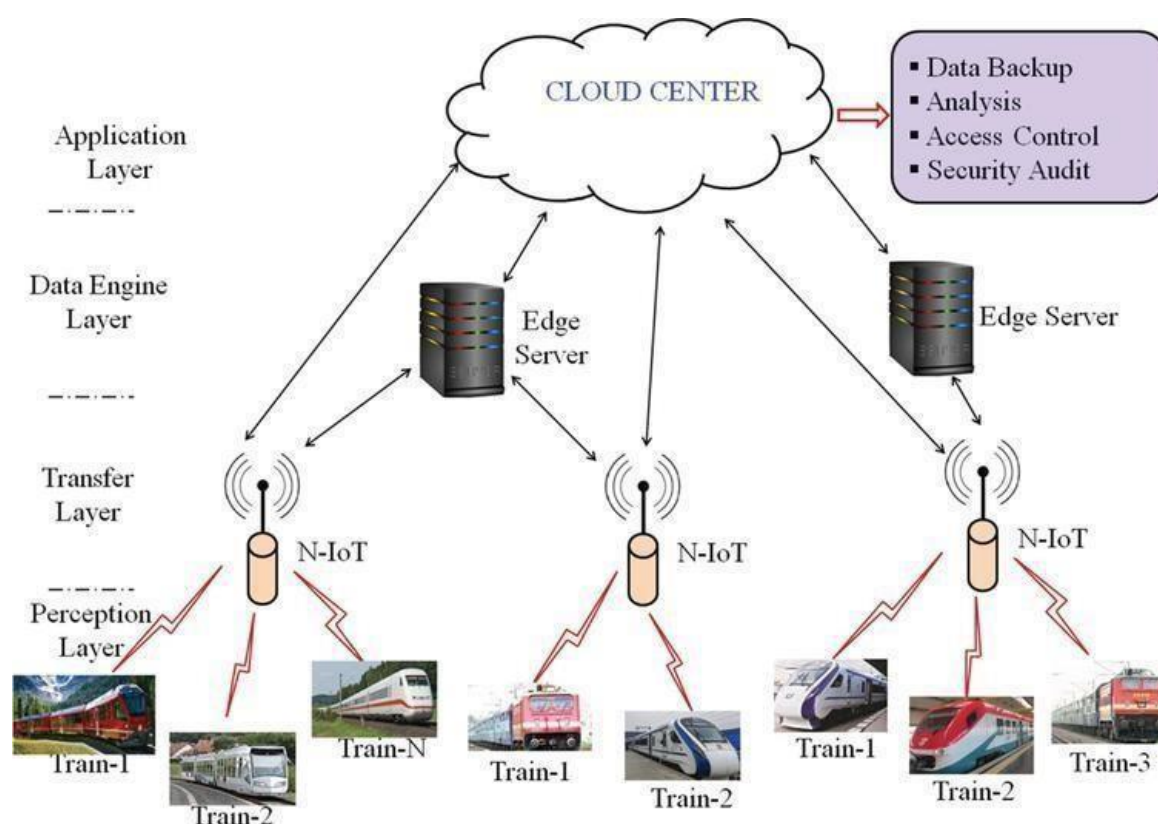 CLOUD CENTER
▪ Data Backup
▪ Analysis
▪ Access Control
▪ Security Audit
Application
Layer
Data Engine
Layer
Edge
Server
Edge Server
Transfer
Layer
N-IoT
N-IoT
N-IoT
Perception
Layer
Train-1
Train-2
Train-N
Train-1
Train-2
Train-1
Train-2
Train-3